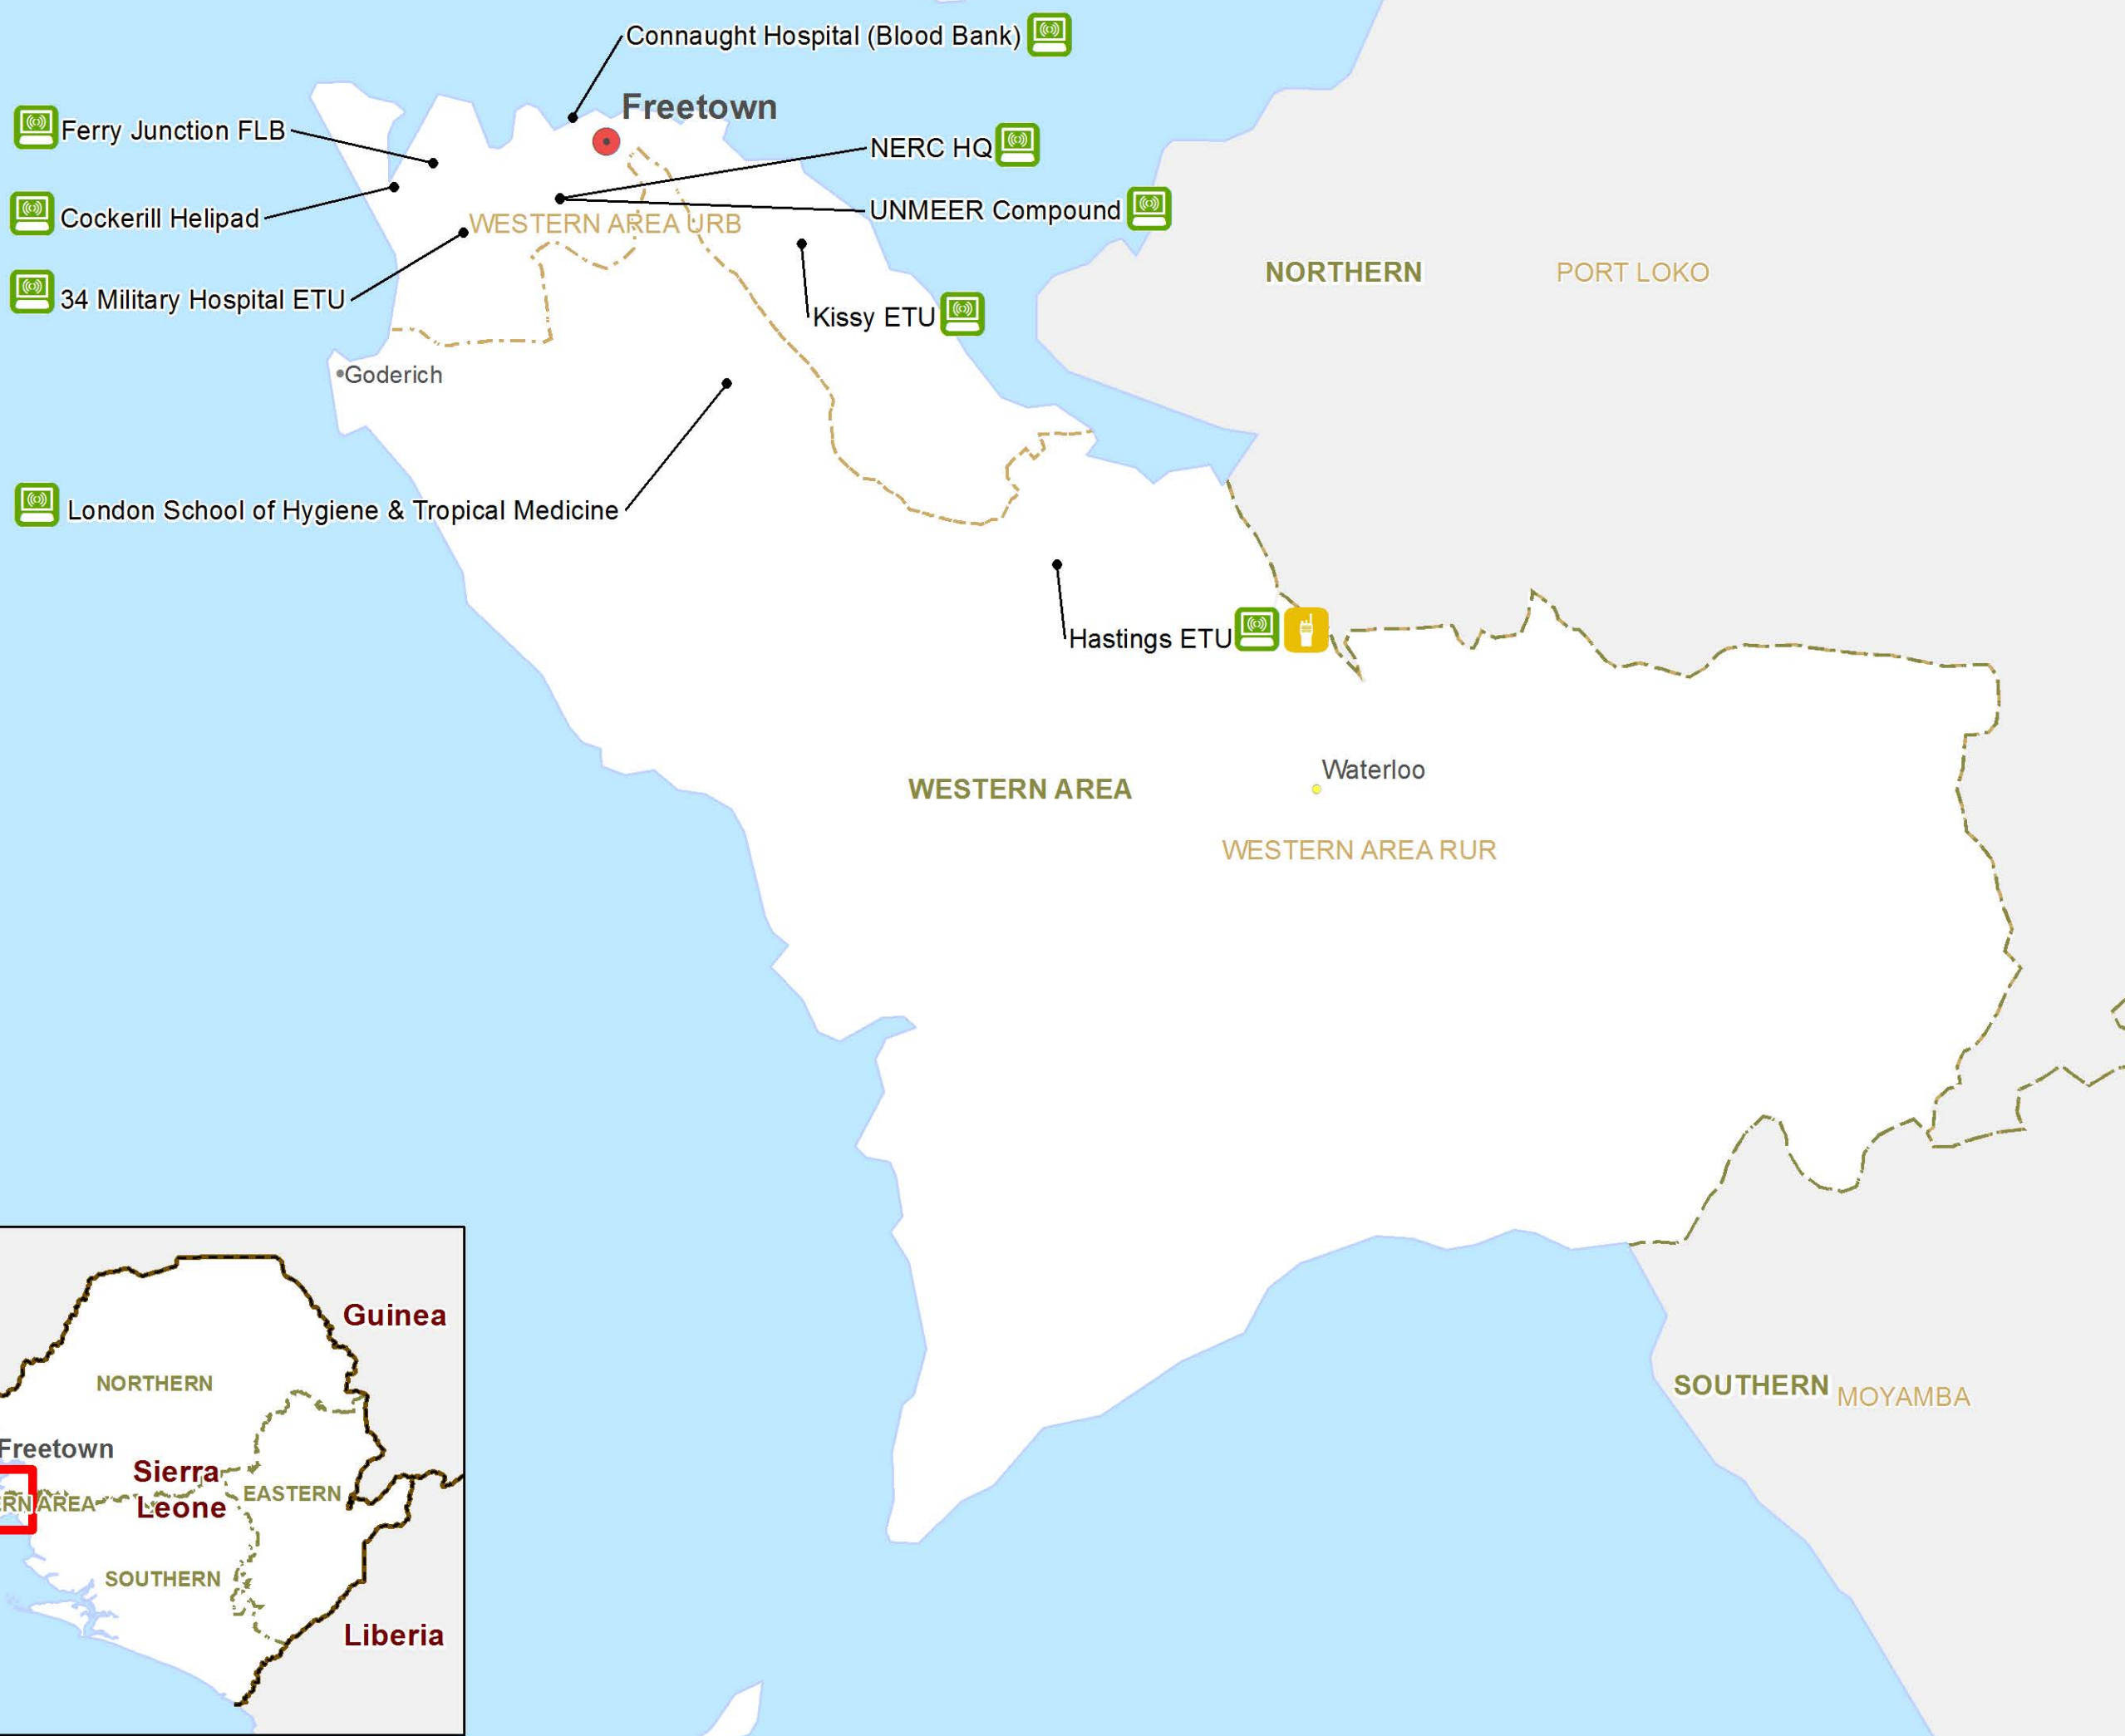 Connaught Hospital (Blood Bank)
Freetown
Ferry Junction FLB
NERC HQ
Cockerill Helipad
UNMEER Compound
WESTERN AREA URB
NORTHERN
PORT LOKO
34 Military Hospital ETU
Kissy ETU
Goderich
London School of Hygiene & Tropical Medicine
Hastings ETU
Waterloo
WESTERN AREA
WESTERN AREA RUR
Guinea
NORTHERN
SOUTHERN
MOYAMBA
Freetown
Sierra
Leone
EASTERN
RN AREA
SOUTHERN
Liberia